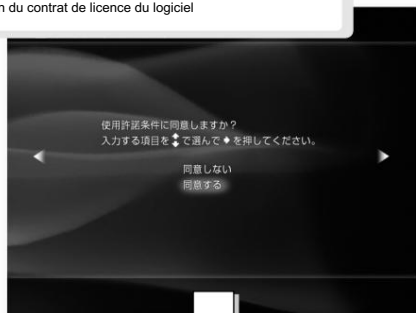 du contrat de licence du logiciel
使用許諾条件に同意しますか？
入力する項目を で選んで を押してください。
同意しない
同意する